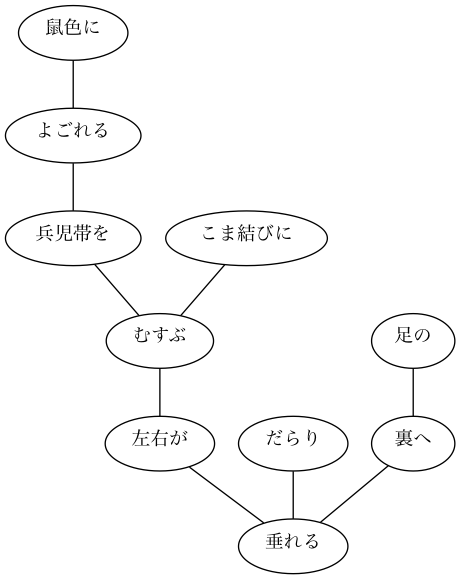 鼠色に
よごれる
兵児帯を
こま結びに
むすぶ
足の
左右が
だらり
裏へ
垂れる